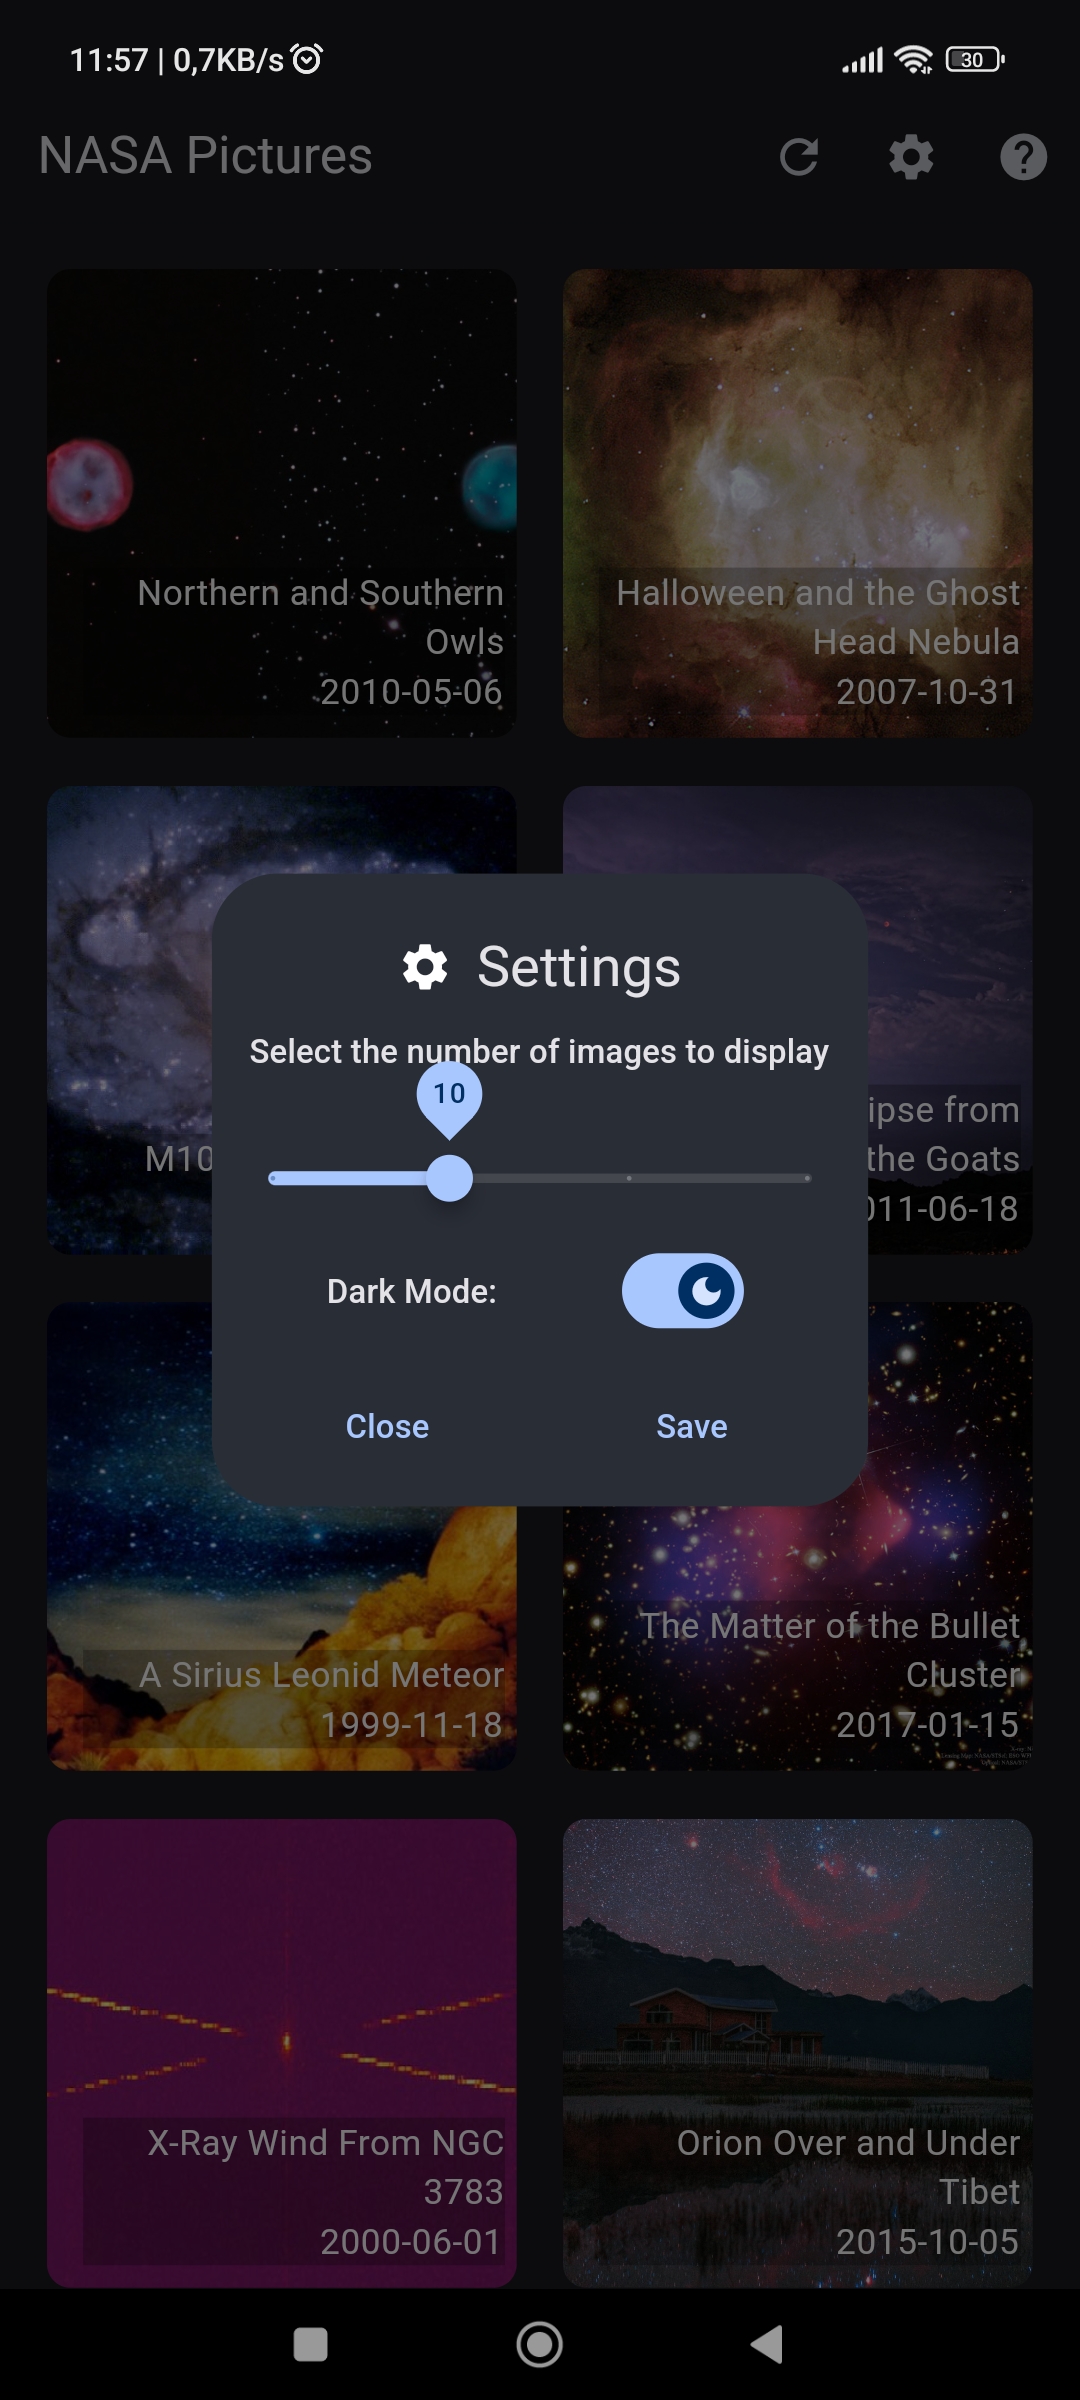 11:57 | 0,7KB/s
30
NASA Pictures
Northern and Southern
Owls
2010-05-06
Halloween and the Ghost
Head Nebula
2007-10-31
Settings
Select the number of images to display
10
Dark Mode:
Close
Save
M10
ipse from
the Goats
011-06-18
A Sirius Leonid Meteor
1999-11-18
The Matter of the Bullet
Cluster
2017-01-15
X-Ray Wind From NGC
3783
2000-06-01
Orion Over and Under
Tibet
2015-10-05